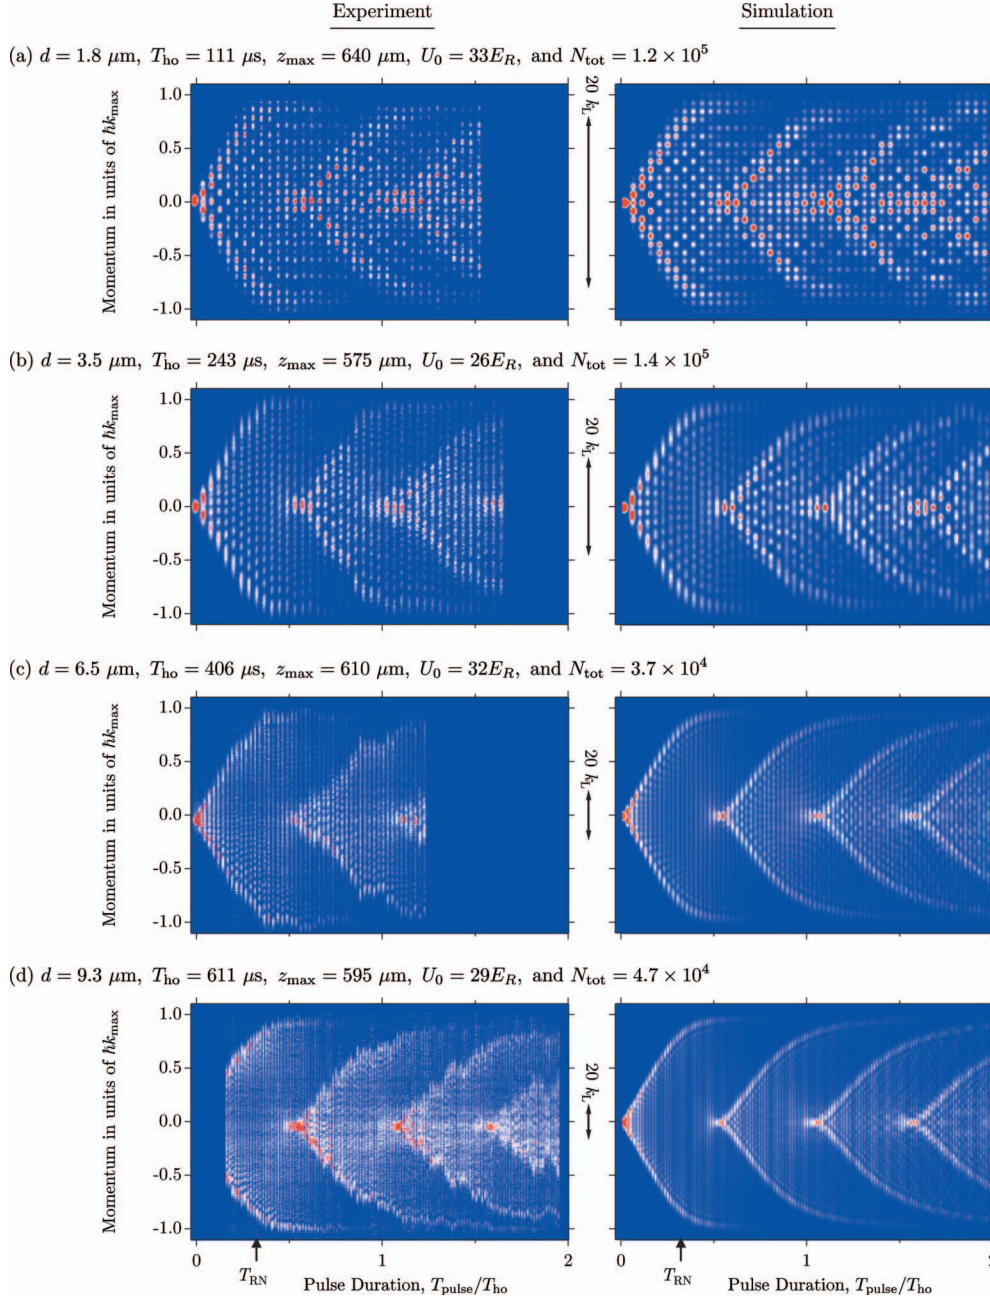 Experiment Simulation
(a) d = 1.8 μm, T_ho = 111 μs, z_max = 640 μm, U_0 = 33E_R, and N_tot = 1.2 × 10^5
Momentum in units of ħk_max
1.0
0.5
0.0
-0.5
-1.0
20 k_L
(b) d = 3.5 μm, T_ho = 243 μs, z_max = 575 μm, U_0 = 26E_R, and N_tot = 1.4 × 10^5
Momentum in units of ħk_max
1.0
0.5
0.0
-0.5
-1.0
20 k_L
(c) d = 6.5 μm, T_ho = 406 μs, z_max = 610 μm, U_0 = 32E_R, and N_tot = 3.7 × 10^4
Momentum in units of ħk_max
1.0
0.5
0.0
-0.5
-1.0
20 k_L
(d) d = 9.3 μm, T_ho = 611 μs, z_max = 595 μm, U_0 = 29E_R, and N_tot = 4.7 × 10^4
Momentum in units of ħk_max
1.0
0.5
0.0
-0.5
-1.0
20 k_L
0 1 2 1 2
T_RN Pulse Duration, T_pulse/T_ho T_RN Pulse Duration, T_pulse/T_ho